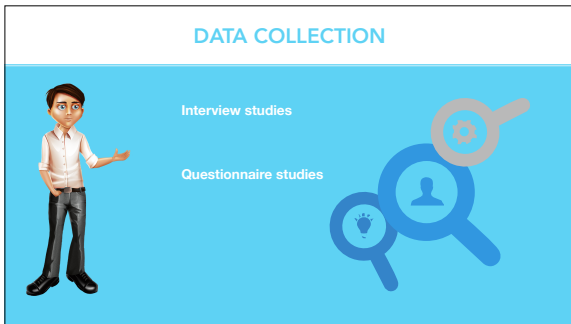 DATA COLLECTION
Interview studies
Questionnaire studies